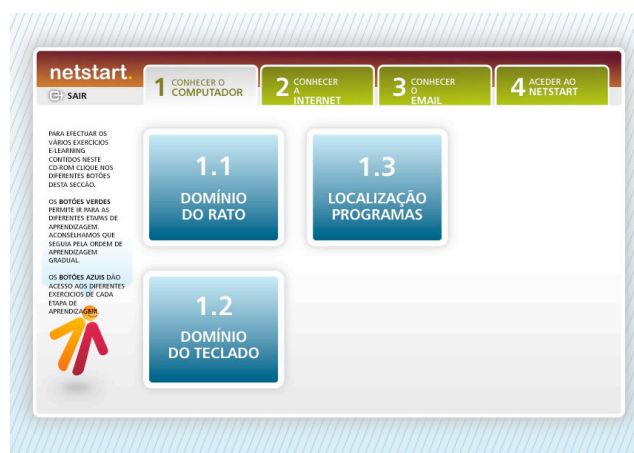 netstart.
SAIR
1 CONHECER O
COMPUTADOR
2 CONHECER
A
INTERNET
3 CONHECER
O
EMAIL
4 ACEDER AO
NETSTART
PARA EFECTUAR OS
VÁRIOS EXERCÍCIOS
E-LEARNING
CONTIDOS NESTE
CD-ROM CLIQUE NOS
DIFERENTES BOTÕES
DESTA SECCÃO.
OS BOTÕES VERDES
PERMITE IR PARA AS
DIFERENTES ETAPAS DE
APRENDIZAGEM.
ACONSELHAMOS QUE
SEGUIA PELA ORDEM DE
APRENDIZAGEM
GRADUAL.
OS BOTÕES AZUIS DÃO
ACESSO AOS DIFERENTES
EXERCICIOS DE CADA
ETAPA DE
APRENDIZAGEM.
1.1
DOMÍNIO
DO RATO
1.3
LOCALIZAÇÃO
PROGRAMAS
1.2
DOMÍNIO
DO TECLADO